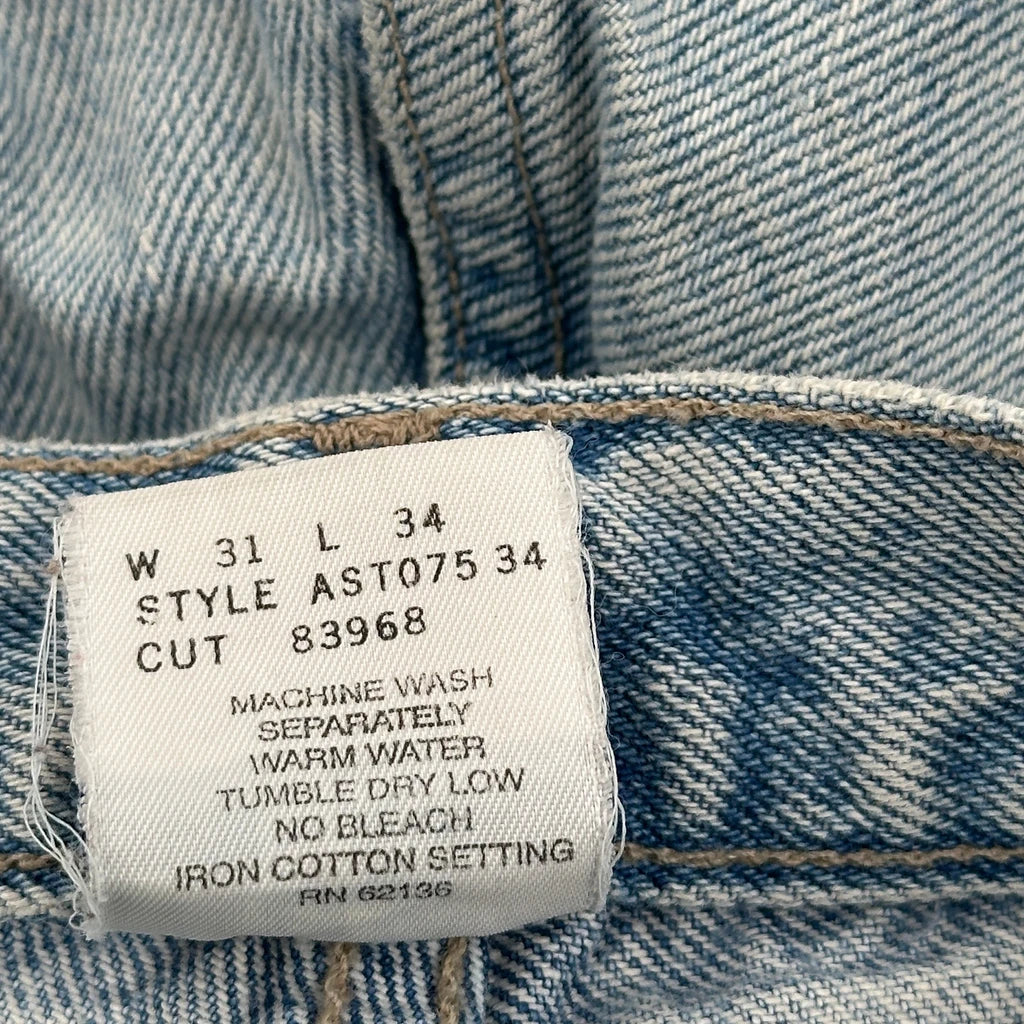 W 31 L 34
STYLE AST075 34
CUT 83968
MACHINE WASH
SEPARATELY
WARM WATER
TUMBLE DRY LOW
NO BLEACH
IRON COTTON SETTING
RN 62136